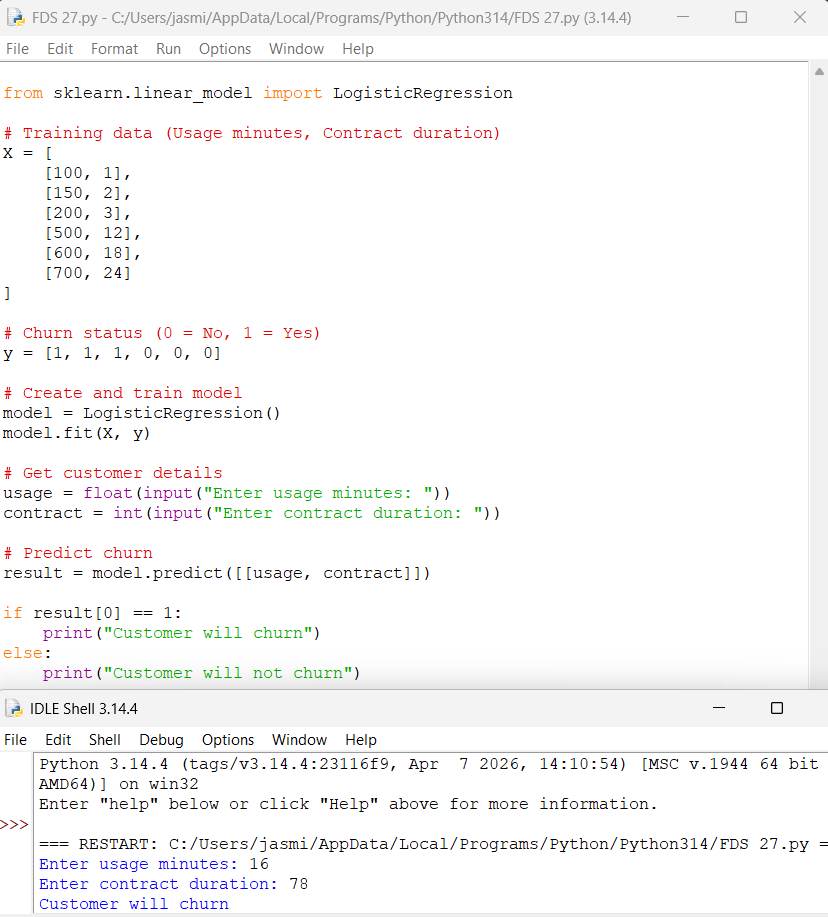 FDS 27.py - C:/Users/jasmi/AppData/Local/Programs/Python/Python314/FDS 27.py (3.14.4)
File Edit Format Run Options Window Help
from sklearn.linear_model import LogisticRegression
# Training data (Usage minutes, Contract duration)
X = [
    [100, 1],
    [150, 2],
    [200, 3],
    [500, 12],
    [600, 18],
    [700, 24]
]
# Churn status (0 = No, 1 = Yes)
y = [1, 1, 1, 0, 0, 0]
# Create and train model
model = LogisticRegression()
model.fit(X, y)
# Get customer details
usage = float(input("Enter usage minutes: "))
contract = int(input("Enter contract duration: "))
# Predict churn
result = model.predict([[usage, contract]])
if result[0] == 1:
    print("Customer will churn")
else:
    print("Customer will not churn")
IDLE Shell 3.14.4
File Edit Shell Debug Options Window Help
Python 3.14.4 (tags/v3.14.4:23116f9, Apr  7 2026, 14:10:54) [MSC v.1944 64 bit
AMD64)] on win32
Enter "help" below or click "Help" above for more information.
>>>
=== RESTART: C:/Users/jasmi/AppData/Local/Programs/Python/Python314/FDS 27.py =
Enter usage minutes: 16
Enter contract duration: 78
Customer will churn